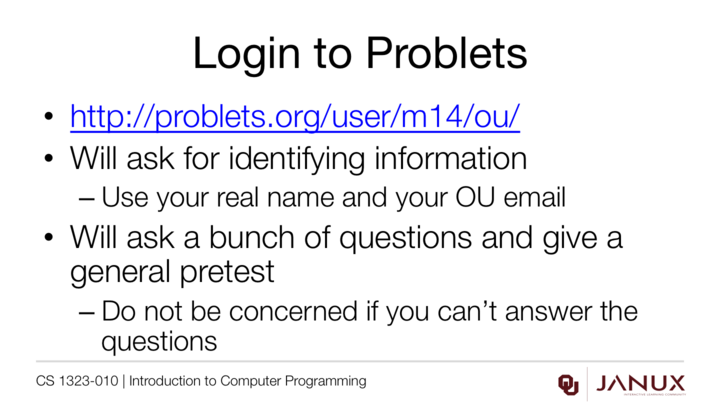 Login to Problets
• http://problets.org/user/m14/ou/
• Will ask for identifying information
– Use your real name and your OU email
• Will ask a bunch of questions and give a
general pretest
– Do not be concerned if you can't answer the
questions
CS 1323-010 | Introduction to Computer Programming
OU
JANUX
INTERACTIVE LEARNING COMMUNITY